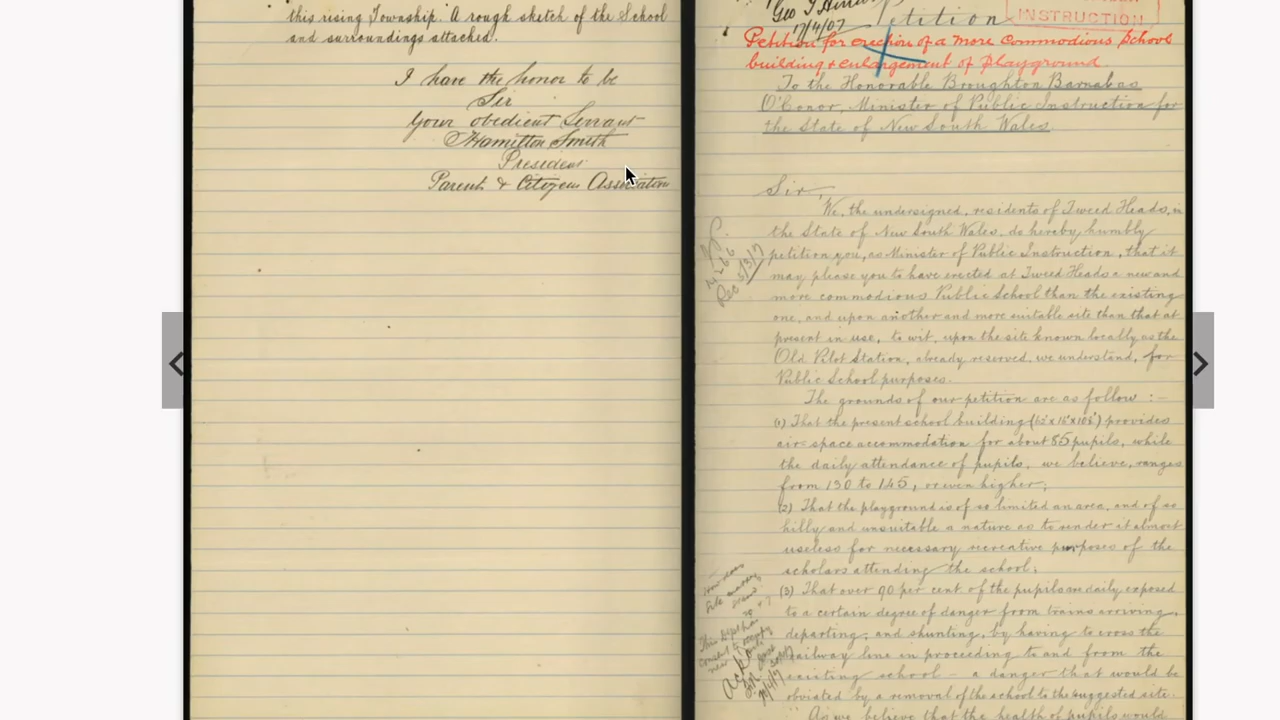 this rising Township. A rough sketch of the School
and surroundings attached.
I have the honor to be
Sir
Your obedient Servant
Hamilton Smith
President
Parent & Citizens Association
17/4/07
Petition
INSTRUCTION
Petition for erection of a more Commodious School
building & enlargement of Playground.
To the Honorable Broughton Barnabas
O'Conor, Minister of Public Instruction for
the State of New South Wales.
Sir,
We, the undersigned, residents of Tweed Heads, in
the State of New South Wales, do hereby humbly
petition you, as Minister of Public Instruction, that it
may please you to have erected at Tweed Heads a new and
more commodious Public School than the existing
one, and upon another and more suitable site than that at
present in use, to wit, upon the site known locally as the
Old Pilot Station, already reserved, we understand, for
Public School purposes.
The grounds of our petition are as follow :-
(1) That the present school building provides
air-space accommodation for about 85 pupils, while
the daily attendance of pupils, we believe, ranges
from 130 to 145, or even higher;
(2) That the playground is of so limited an area, and of so
hilly and unsuitable a nature as to render it almost
useless for necessary recreative purposes of the
scholars attending the school;
(3) That over 90 per cent of the pupils are daily exposed
to a certain degree of danger from trains arriving,
departing, and shunting, by having to cross the
railway line in proceeding to and from the
existing school - a danger that would be
obviated by a removal of the school to the suggested site.
As we believe that the health of pupils would